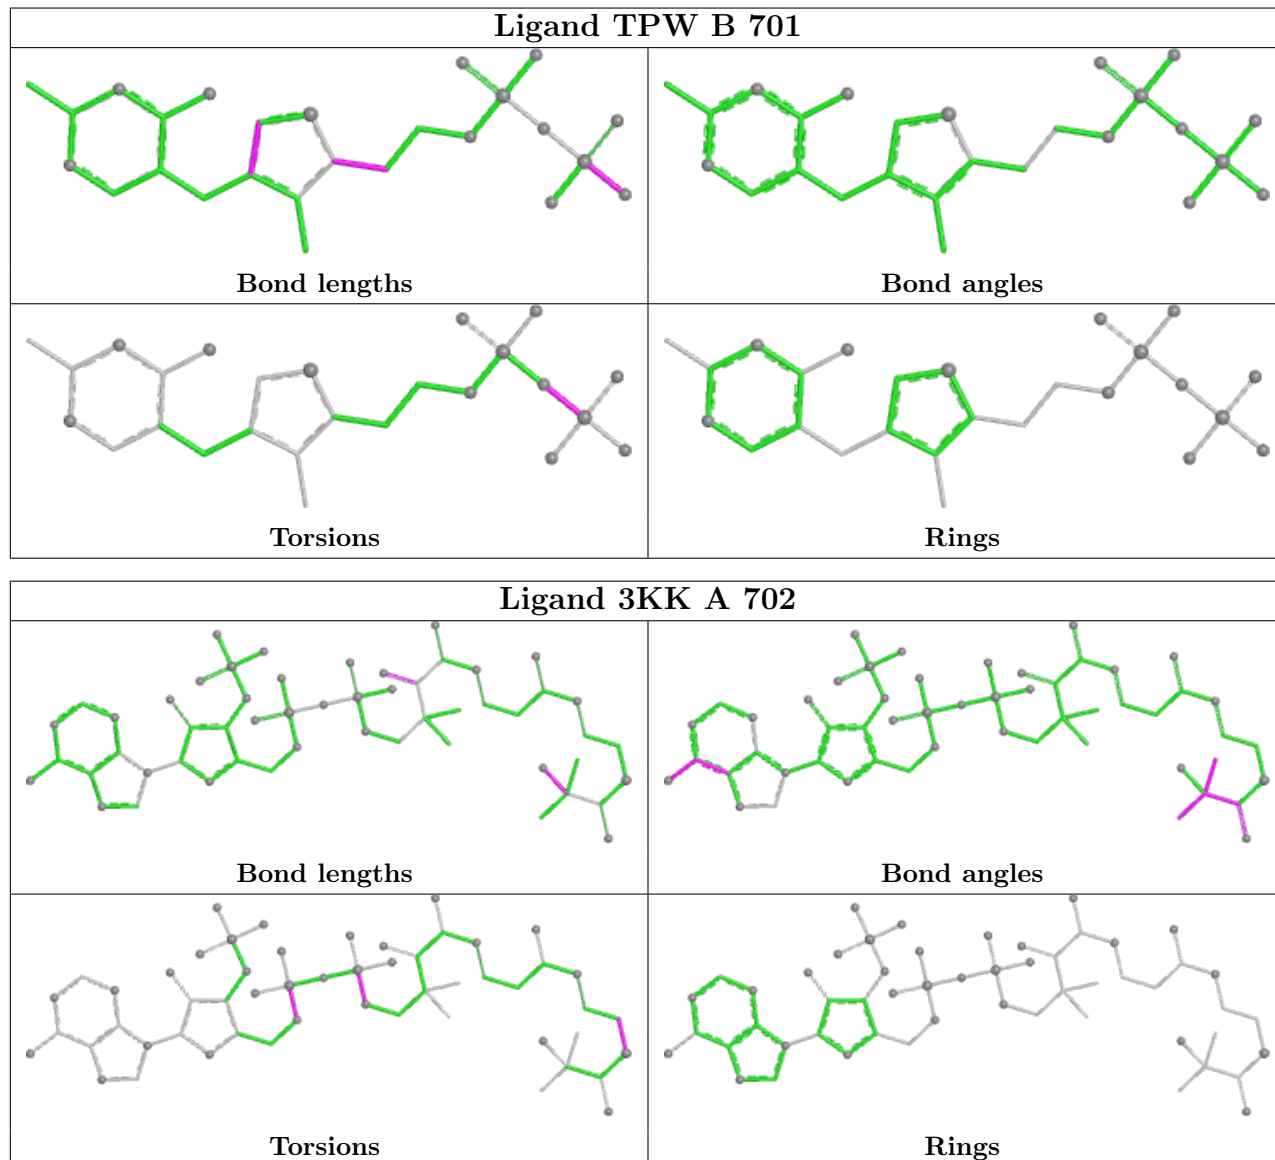 Ligand TPW B 701
Bond lengths
Bond angles
Torsions
Rings
Ligand 3KK A 702
Bond lengths
Bond angles
Torsions
Rings